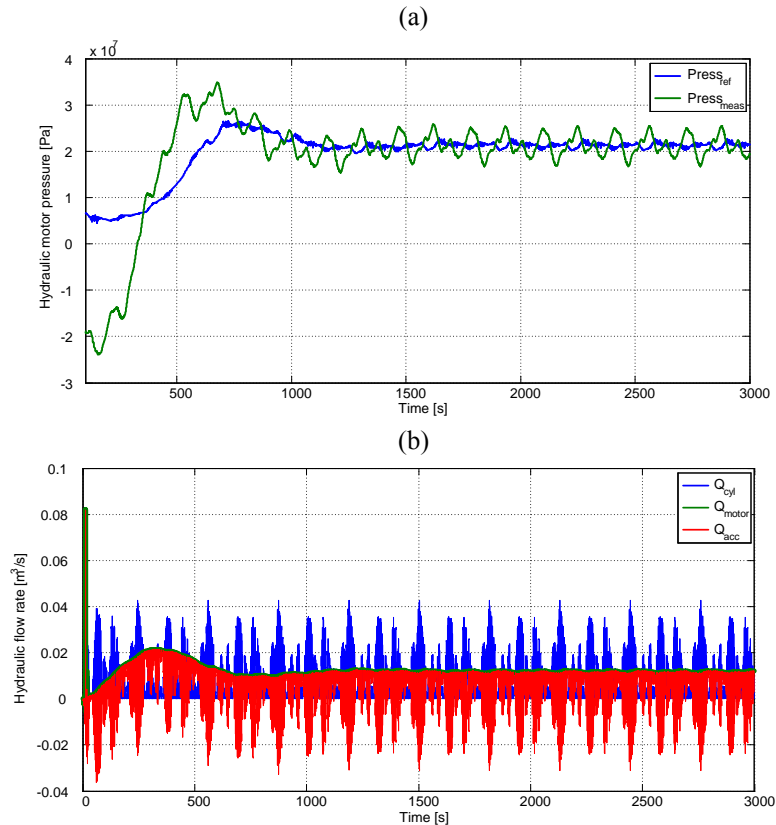 (a)
x 10^7
4
3
2
1
0
-1
-2
-3
Hydraulic motor pressure [Pa]
500
1000
1500
2000
2500
3000
Time [s]
Press_ref
Press_meas
(b)
0.1
0.08
0.06
0.04
0.02
0
-0.02
-0.04
Hydraulic flow rate [m^3/s]
0
500
1000
1500
2000
2500
3000
Time [s]
Q_cyl
Q_motor
Q_acc